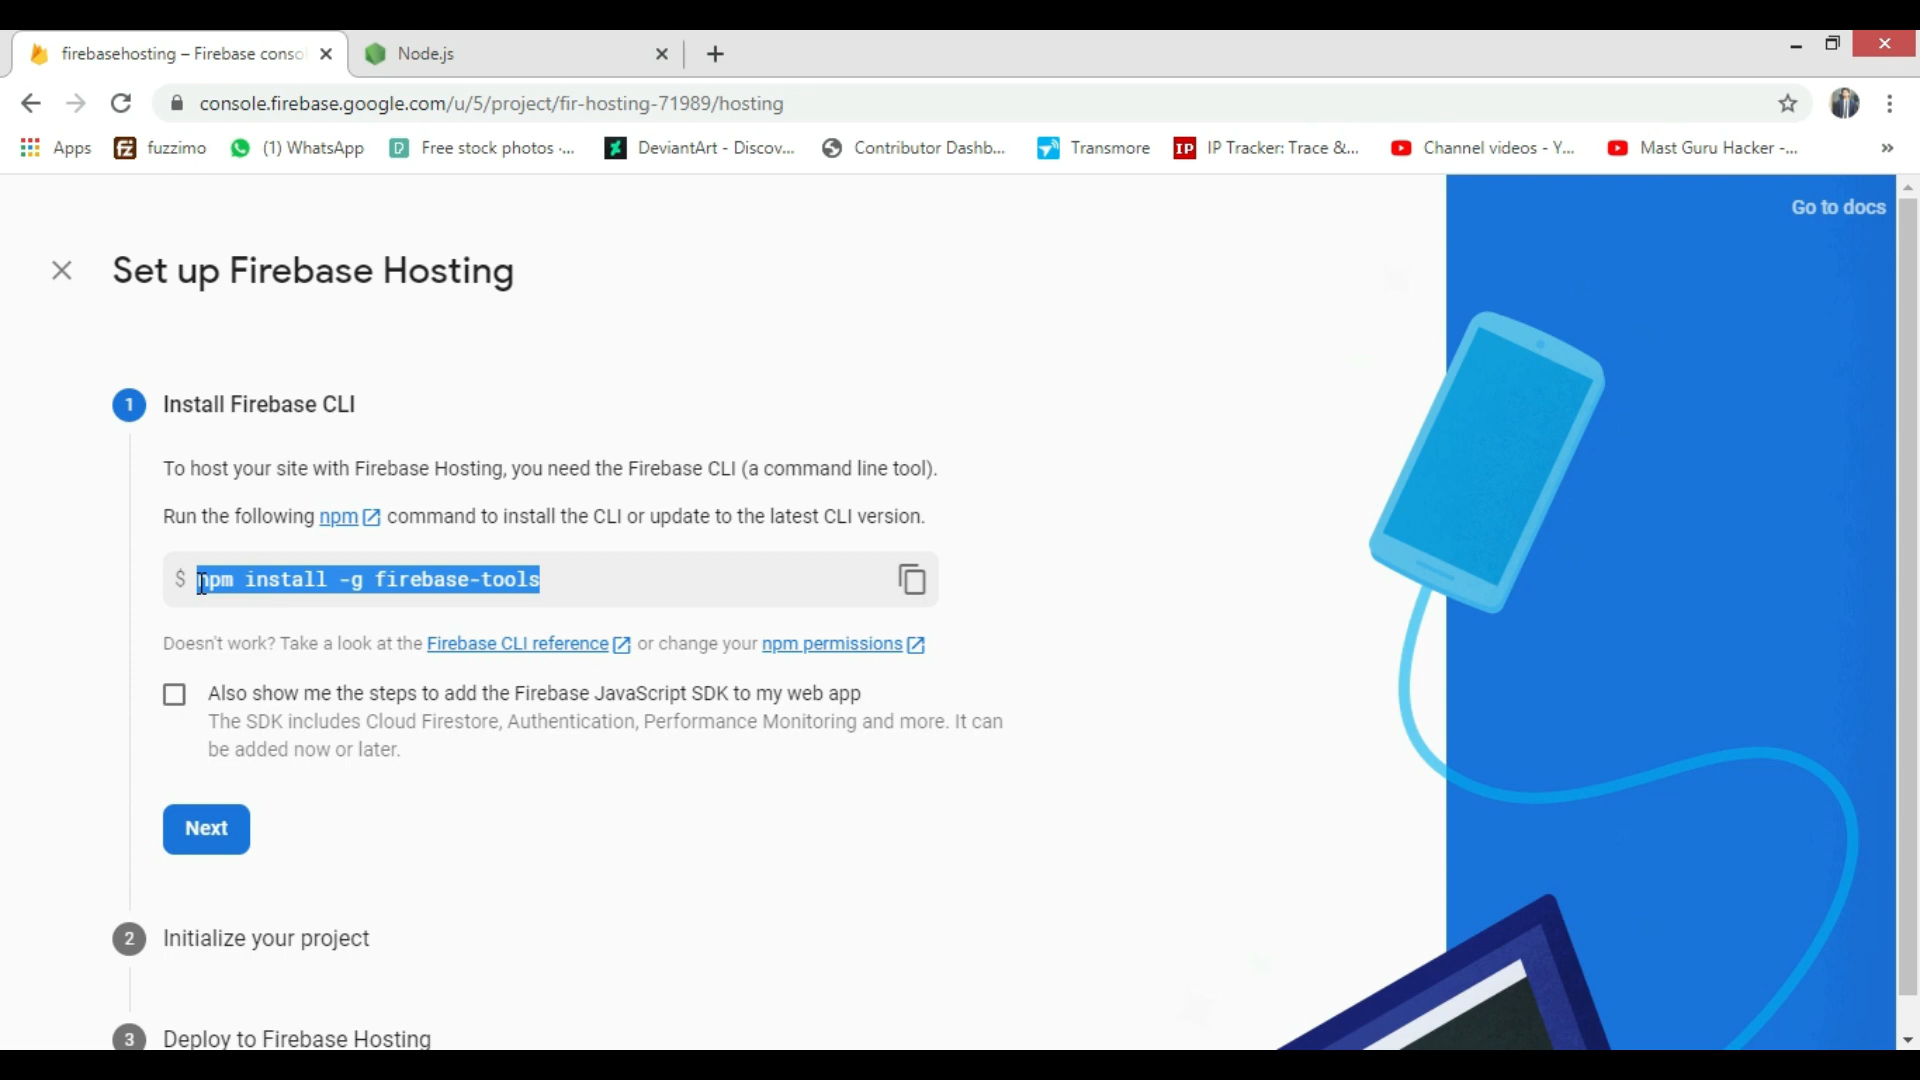 firebasehosting – Firebase conso
Node.js
console.firebase.google.com/u/5/project/fir-hosting-71989/hosting
Apps
fuzzimo
(1) WhatsApp
Free stock photos ·...
DeviantArt - Discov...
Contributor Dashb...
Transmore
IP
IP Tracker: Trace &...
Channel videos - Y...
Mast Guru Hacker -...
»
Go to docs
Set up Firebase Hosting
1 Install Firebase CLI
To host your site with Firebase Hosting, you need the Firebase CLI (a command line tool).
Run the following npm command to install the CLI or update to the latest CLI version.
$ npm install -g firebase-tools
Doesn't work? Take a look at the Firebase CLI reference or change your npm permissions
Also show me the steps to add the Firebase JavaScript SDK to my web app
The SDK includes Cloud Firestore, Authentication, Performance Monitoring and more. It can
be added now or later.
Next
2 Initialize your project
3 Deploy to Firebase Hosting